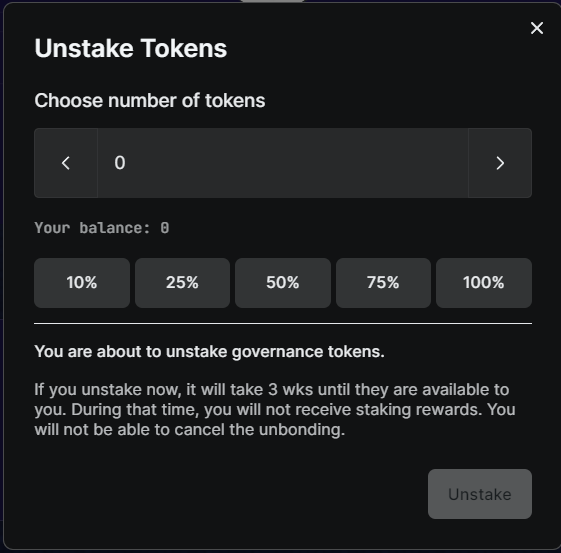 Unstake Tokens
Choose number of tokens
0
Your balance: 0
10% 25% 50% 75% 100%
You are about to unstake governance tokens.
If you unstake now, it will take 3 wks until they are available to
you. During that time, you will not receive staking rewards. You
will not be able to cancel the unbonding.
Unstake